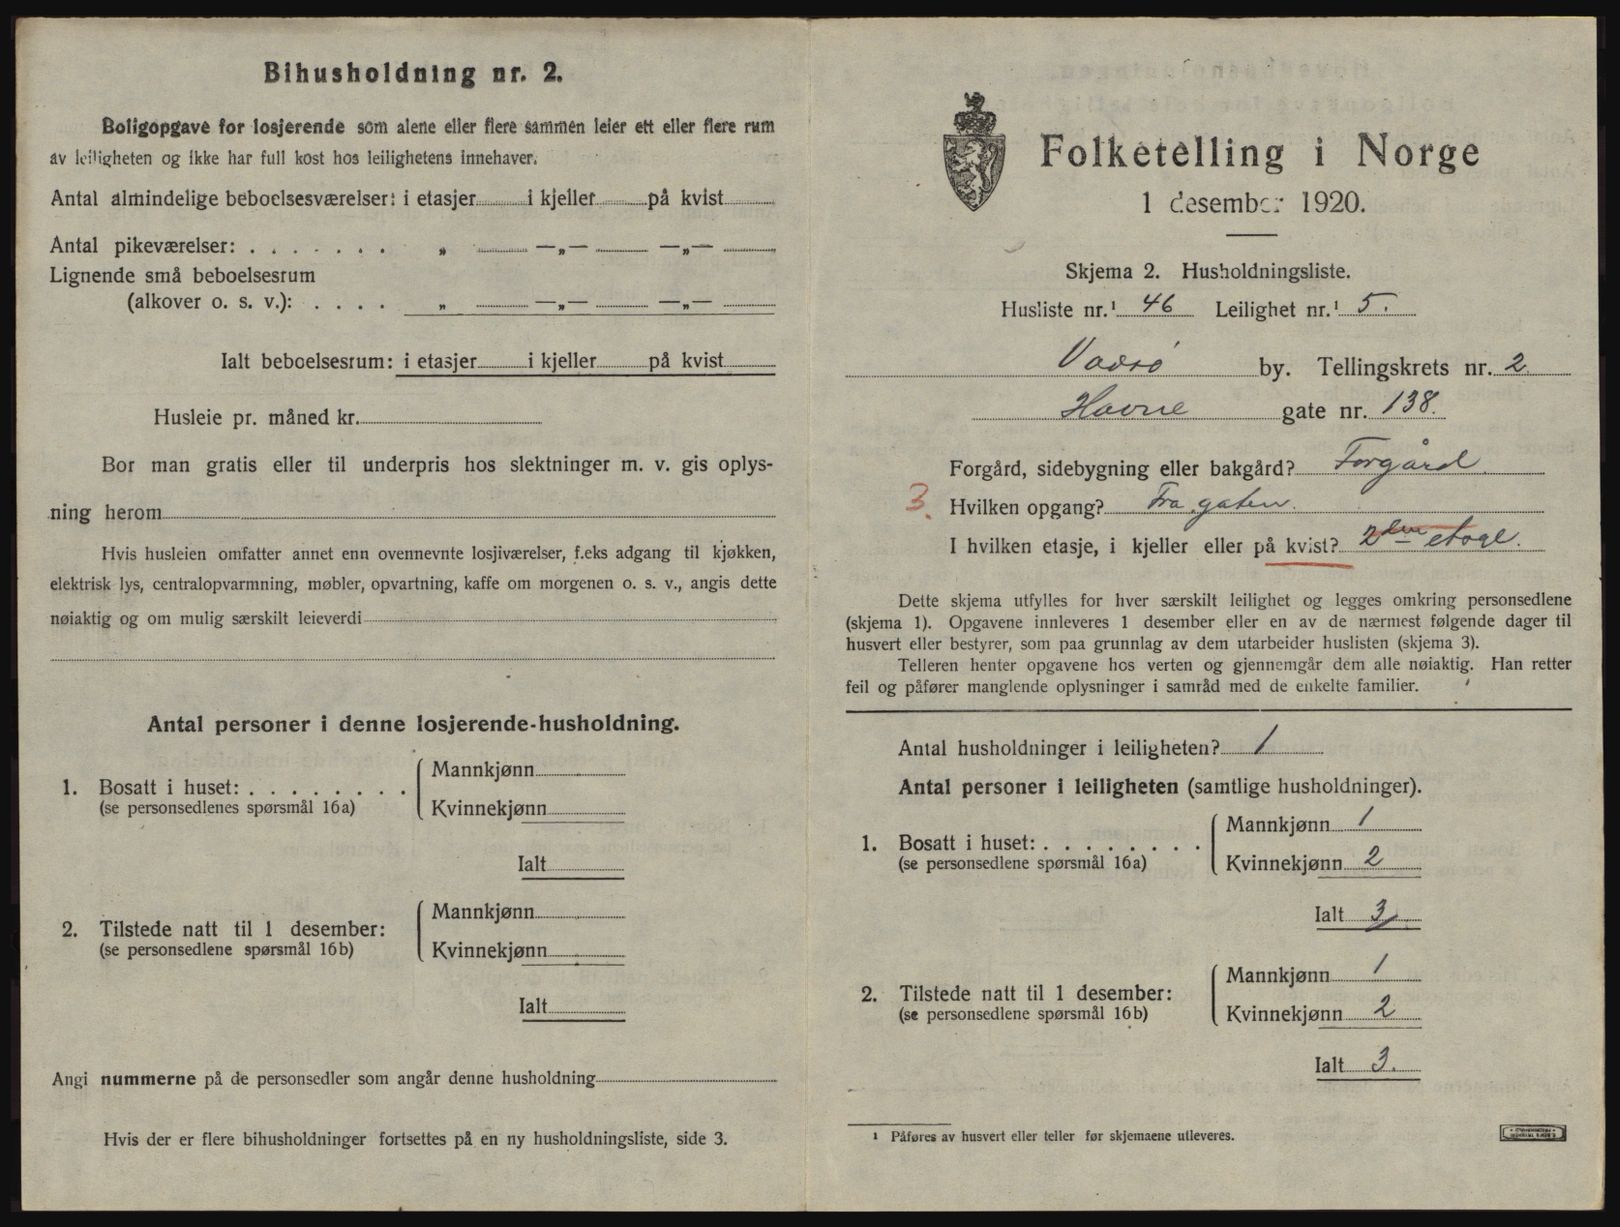 Bihusholdning nr. 2.
Boligopgave for losjerende som alene eller flere sammen leier ett eller flere rum
av leiligheten og ikke har full kost hos leilighetens innehaver.
Antal almindelige beboelsesværelser: i etasjer i kjeller på kvist
Antal pikeværelser: . . . . . . . „ —„— —„—
Lignende små beboelsesrum
(alkover o. s. v.): . . . . „ —„— —„—
Ialt beboelsesrum: i etasjer i kjeller på kvist
Husleie pr. måned kr.
Bor man gratis eller til underpris hos slektninger m. v. gis oplys-
ning herom
Hvis husleien omfatter annet enn ovennevnte losjiværelser, f.eks adgang til kjøkken,
elektrisk lys, centralopvarmning, møbler, opvartning, kaffe om morgenen o. s. v., angis dette
nøiaktig og om mulig særskilt leieverdi
Antal personer i denne losjerende-husholdning.
1. Bosatt i huset: . . . . . . . .
(se personsedlenes spørsmål 16a)
Mannkjønn
Kvinnekjønn
Ialt
2. Tilstede natt til 1 desember:
(se personsedlene spørsmål 16b)
Mannkjønn
Kvinnekjønn
Ialt
Angi nummerne på de personsedler som angår denne husholdning
Hvis der er flere bihusholdninger fortsettes på en ny husholdningsliste, side 3.
Folketelling i Norge
1 desember 1920.
Skjema 2. Husholdningsliste.
Husliste nr.¹ 46 Leilighet nr.¹ 5.
Vadsø by. Tellingskrets nr. 2
Havne gate nr. 138.
Forgård, sidebygning eller bakgård? Forgård
3. Hvilken opgang? Fra gaten.
I hvilken etasje, i kjeller eller på kvist? 2den etage.
Dette skjema utfylles for hver særskilt leilighet og legges omkring personsedlene
(skjema 1). Opgavene innleveres 1 desember eller en av de nærmest følgende dager til
husvert eller bestyrer, som paa grunnlag av dem utarbeider huslisten (skjema 3).
Telleren henter opgavene hos verten og gjennemgår dem alle nøiaktig. Han retter
feil og påfører manglende oplysninger i samråd med de enkelte familier.
Antal husholdninger i leiligheten? 1
Antal personer i leiligheten (samtlige husholdninger).
1. Bosatt i huset: . . . . . . . .
(se personsedlene spørsmål 16a)
Mannkjønn 1
Kvinnekjønn 2
Ialt 3
2. Tilstede natt til 1 desember:
(se personsedlene spørsmål 16b)
Mannkjønn 1
Kvinnekjønn 2
Ialt 3.
¹ Påføres av husvert eller teller før skjemaene utleveres.